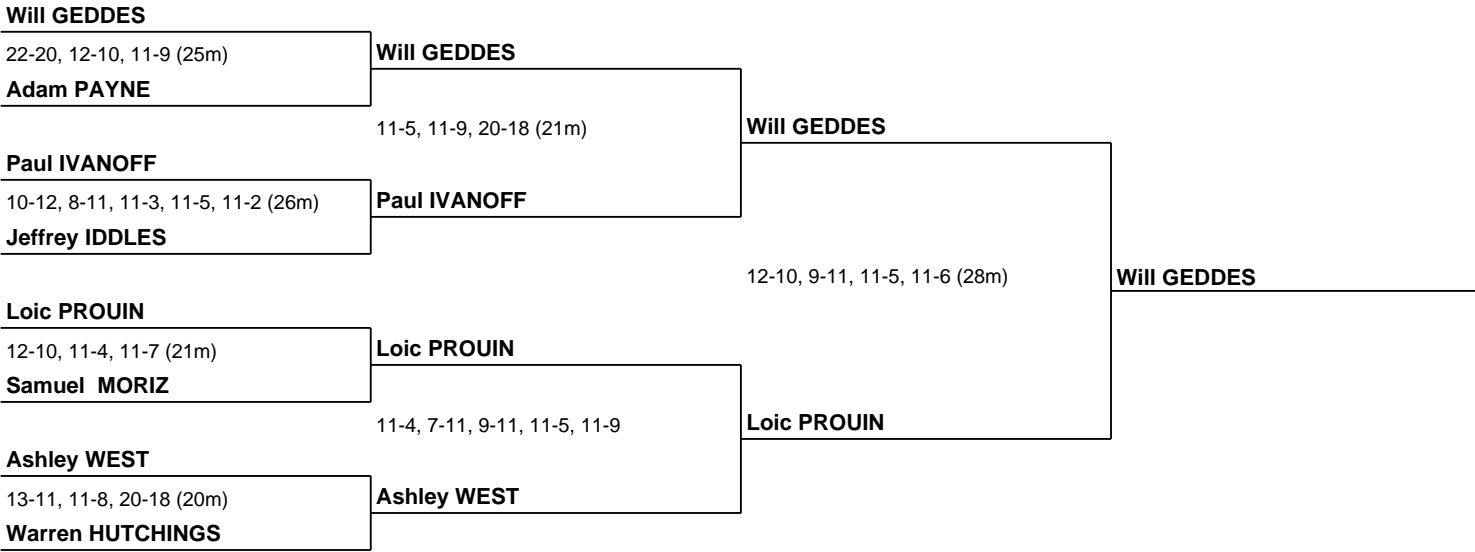 Will GEDDES
22-20, 12-10, 11-9 (25m)
Will GEDDES
Adam PAYNE
11-5, 11-9, 20-18 (21m)
Will GEDDES
Paul IVANOFF
10-12, 8-11, 11-3, 11-5, 11-2 (26m)
Paul IVANOFF
Jeffrey IDDLES
12-10, 9-11, 11-5, 11-6 (28m)
Will GEDDES
Loic PROUIN
12-10, 11-4, 11-7 (21m)
Loic PROUIN
Samuel  MORIZ
11-4, 7-11, 9-11, 11-5, 11-9
Loic PROUIN
Ashley WEST
13-11, 11-8, 20-18 (20m)
Ashley WEST
Warren HUTCHINGS